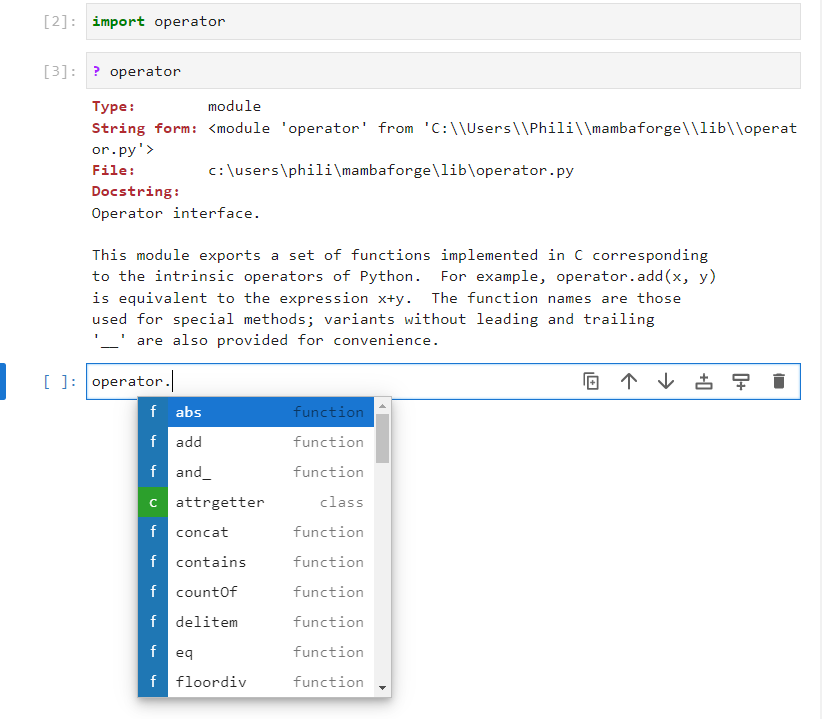 [2]: import operator
[3]: ? operator
Type:        module
String form: <module 'operator' from 'C:\\Users\\Phili\\mambaforge\\lib\\operat
or.py'>
File:        c:\users\phili\mambaforge\lib\operator.py
Docstring:
Operator interface.
This module exports a set of functions implemented in C corresponding
to the intrinsic operators of Python.  For example, operator.add(x, y)
is equivalent to the expression x+y.  The function names are those
used for special methods; variants without leading and trailing
'__' are also provided for convenience.
[ ]: operator.
f abs function
f add function
f and_ function
c attrgetter class
f concat function
f contains function
f countOf function
f delitem function
f eq function
f floordiv function